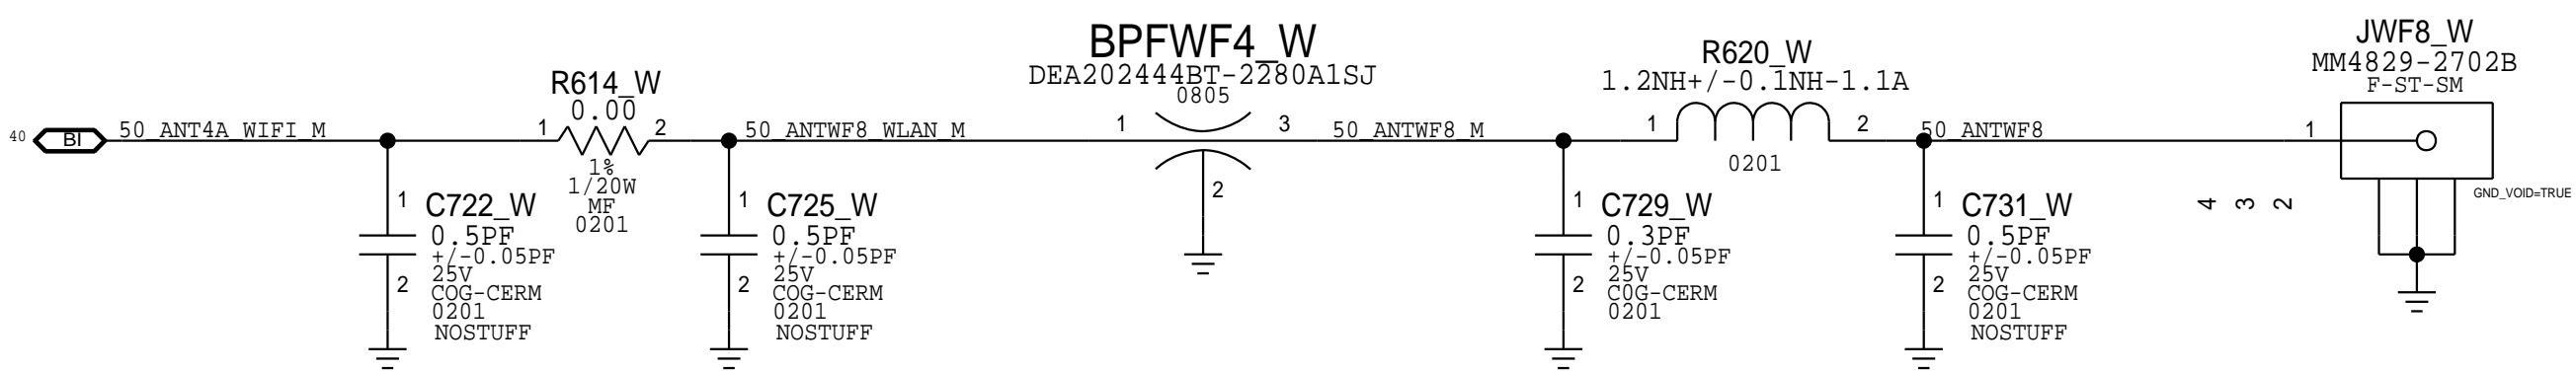 40
BI
50_ANT4A_WIFI_M
R614_W
0.00
1
2
1%
1/20W
MF
0201
1
C722_W
0.5PF
+/-0.05PF
25V
2
COG-CERM
0201
NOSTUFF
50_ANTWF8_WLAN_M
1
C725_W
0.5PF
+/-0.05PF
25V
2
COG-CERM
0201
NOSTUFF
BPFWF4_W
DEA202444BT-2280A1SJ
0805
1
3
2
50_ANTWF8_M
1
C729_W
0.3PF
+/-0.05PF
25V
2
C0G-CERM
0201
R620_W
1.2NH+/-0.1NH-1.1A
1
2
0201
50_ANTWF8
1
C731_W
0.5PF
+/-0.05PF
25V
2
COG-CERM
0201
NOSTUFF
JWF8_W
MM4829-2702B
F-ST-SM
1
4
3
2
GND_VOID=TRUE